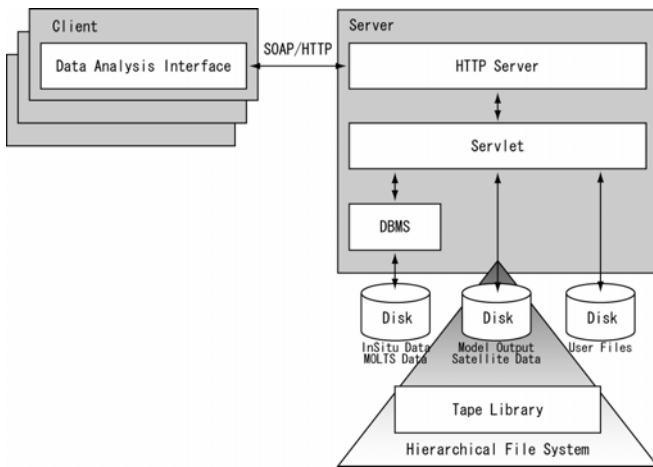 Client
Data Analysis Interface
SOAP/HTTP
Server
HTTP Server
Servlet
DBMS
Disk
InSitu Data
MOLTS Data
Disk
Model Output
Satellite Data
Disk
User Files
Tape Library
Hierarchical File System